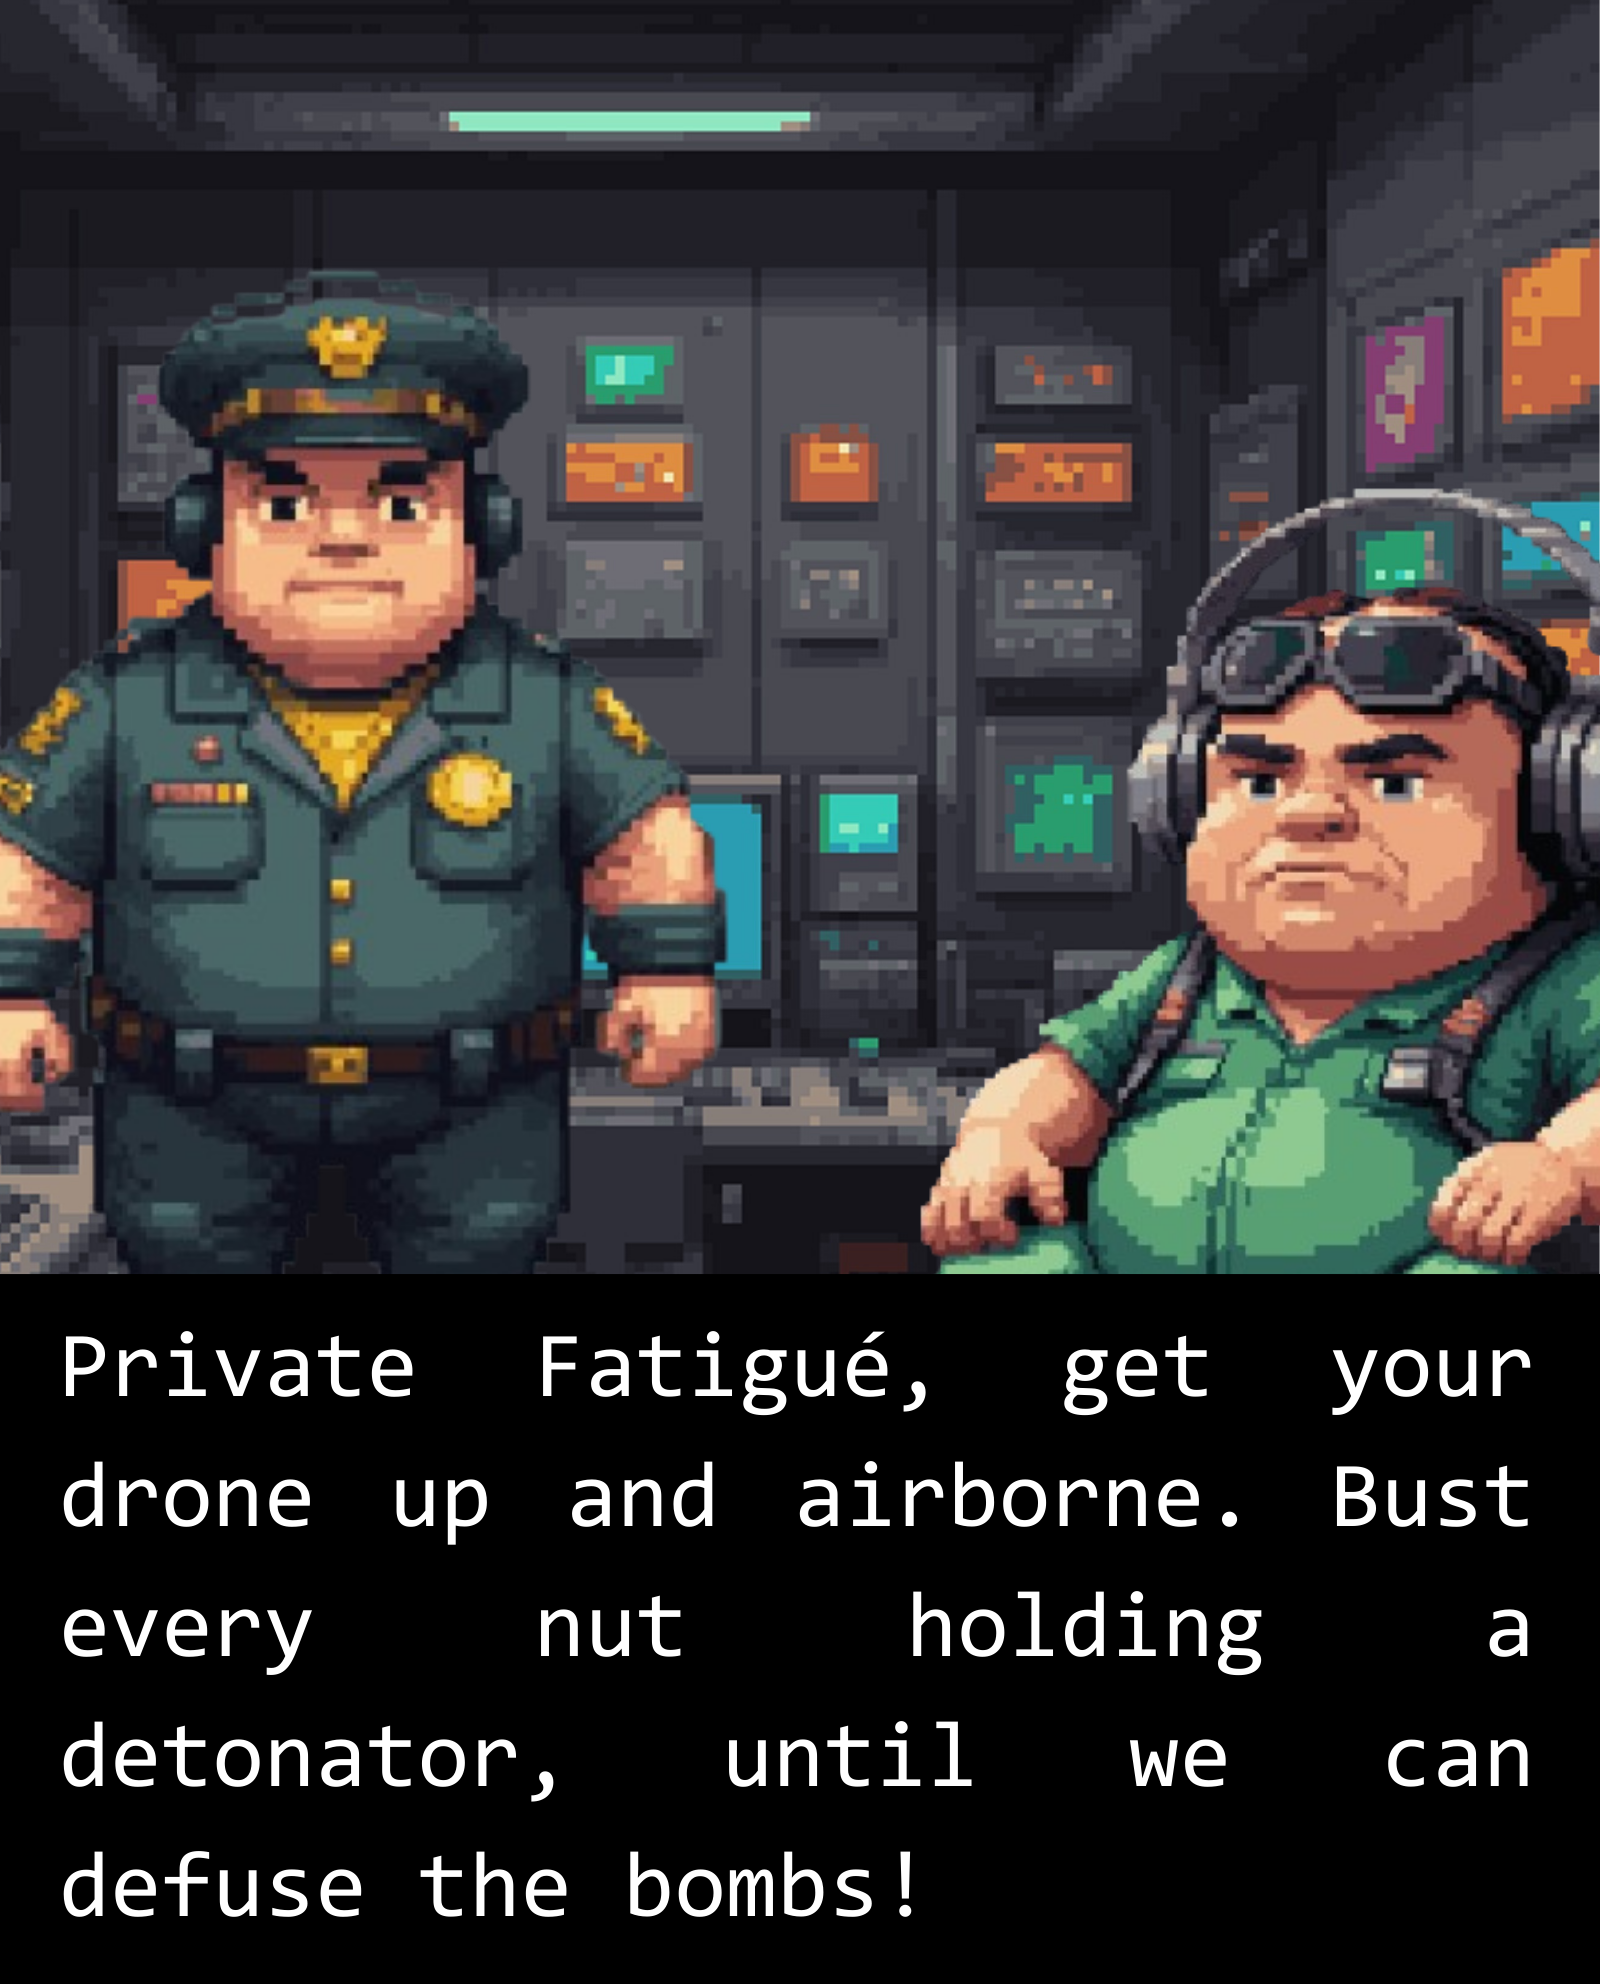 Private Fatigué, get your
drone up and airborne. Bust
every nut holding a
detonator, until we can
defuse the bombs!